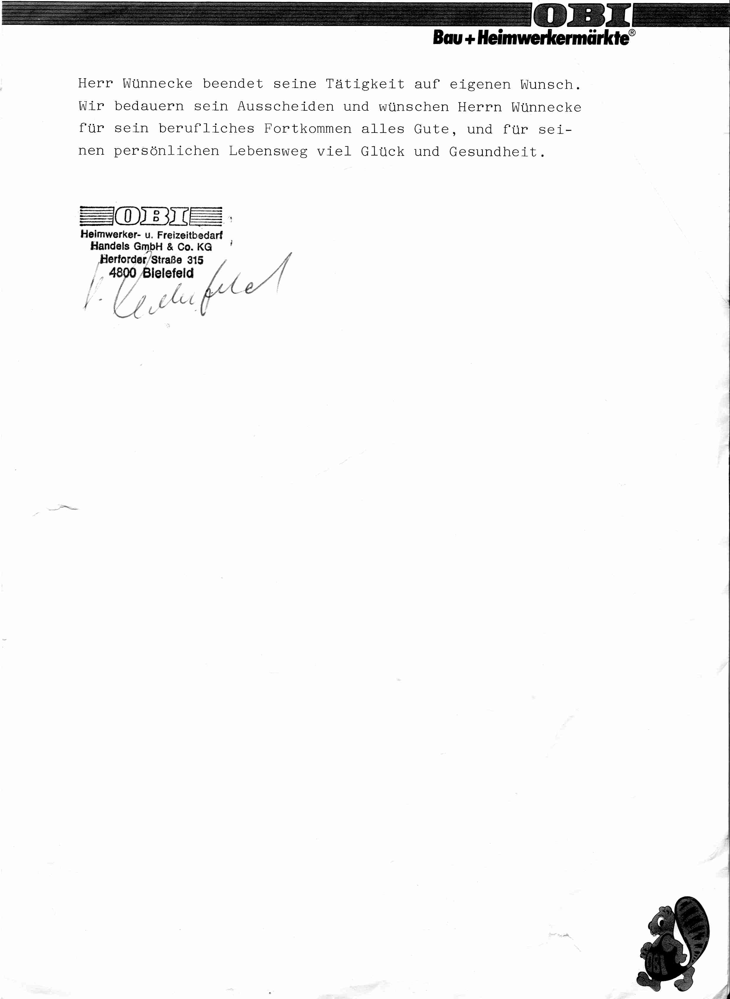 OBI
Bau + Heimwerkermärkte®
Herr Wünnecke beendet seine Tätigkeit auf eigenen Wunsch.
Wir bedauern sein Ausscheiden und wünschen Herrn Wünnecke
für sein berufliches Fortkommen alles Gute, und für sei-
nen persönlichen Lebensweg viel Glück und Gesundheit.
OBI
Heimwerker- u. Freizeitbedarf
Handels GmbH & Co. KG
Herforder Straße 315
4800 Bielefeld
OBI